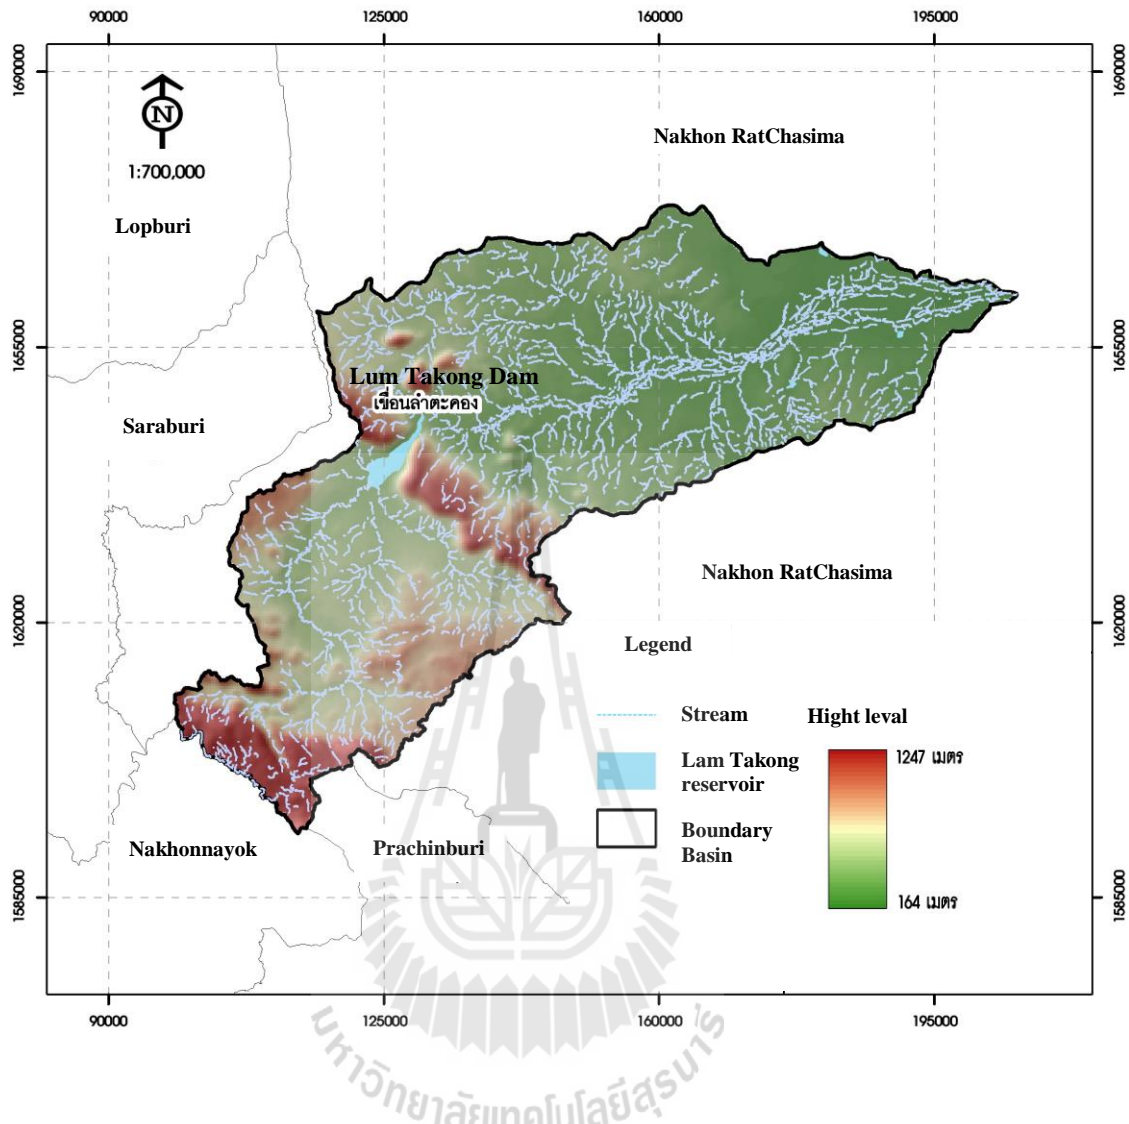 90000 125000 160000 195000
1690000 1690000
N
1:700,000
Nakhon RatChasima
Lopburi
1655000 1655000
Lum Takong Dam
เขื่อนลำตะคอง
Saraburi
Nakhon RatChasima
1620000 1620000
Legend
Stream
Hight leval
Lam Takong
reservoir
1247 เมตร
Boundary
Basin
Nakhonnayok
Prachinburi
164 เมตร
1585000 1585000
90000 125000 160000 195000
มหาวิทยาลัยเทคโนโลยีสุรนารี